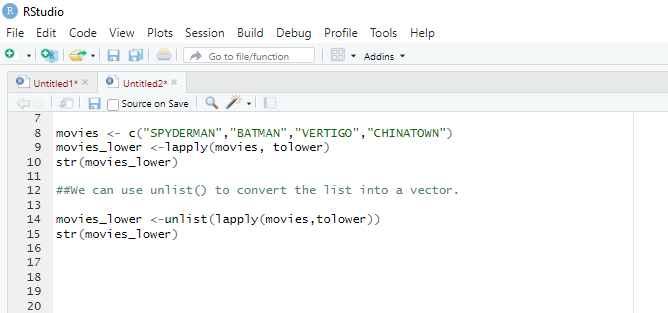 RStudio
File Edit Code View Plots Session Build Debug Profile Tools Help
Go to file/function Addins
Untitled1* Untitled2*
Source on Save
7
8 movies <- c("SPYDERMAN","BATMAN","VERTIGO","CHINATOWN")
9 movies_lower <-lapply(movies, tolower)
10 str(movies_lower)
11
12 ##We can use unlist() to convert the list into a vector.
13
14 movies_lower <-unlist(lapply(movies,tolower))
15 str(movies_lower)
16
17
18
19
20